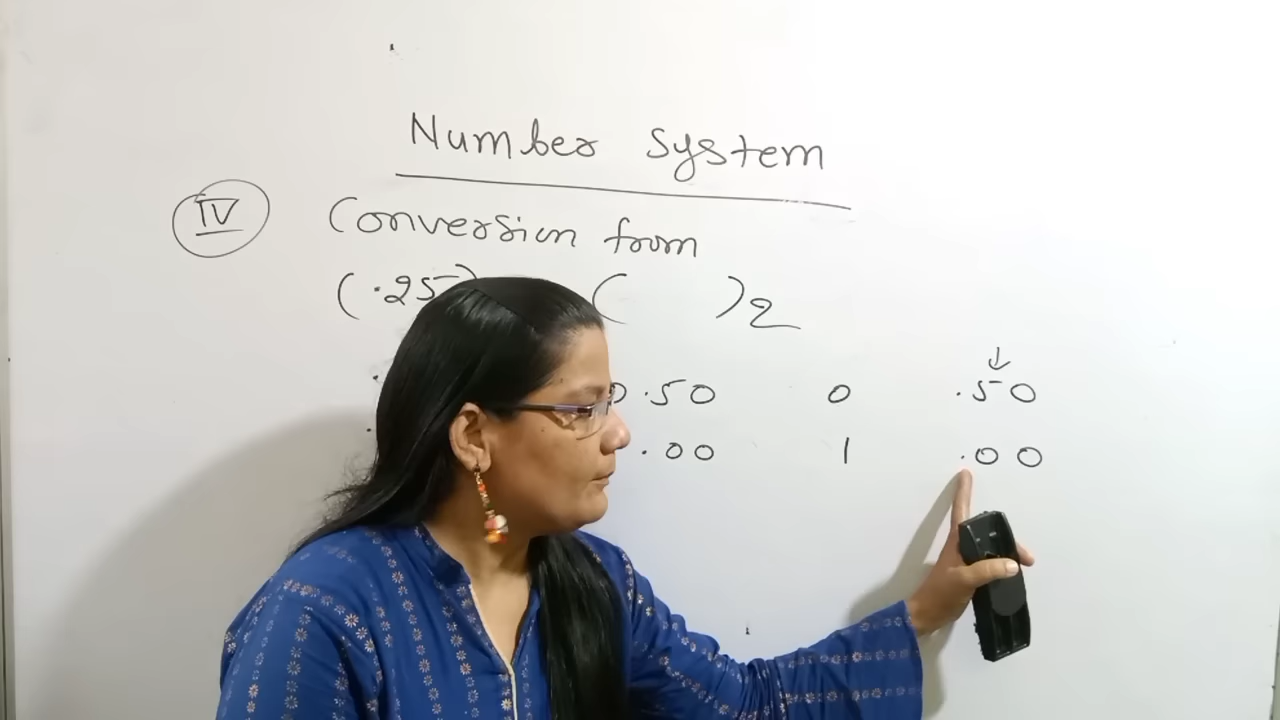 Number System
IV Conversion from
(.25) ( )2
0.50 0 .50
.00 1 .00